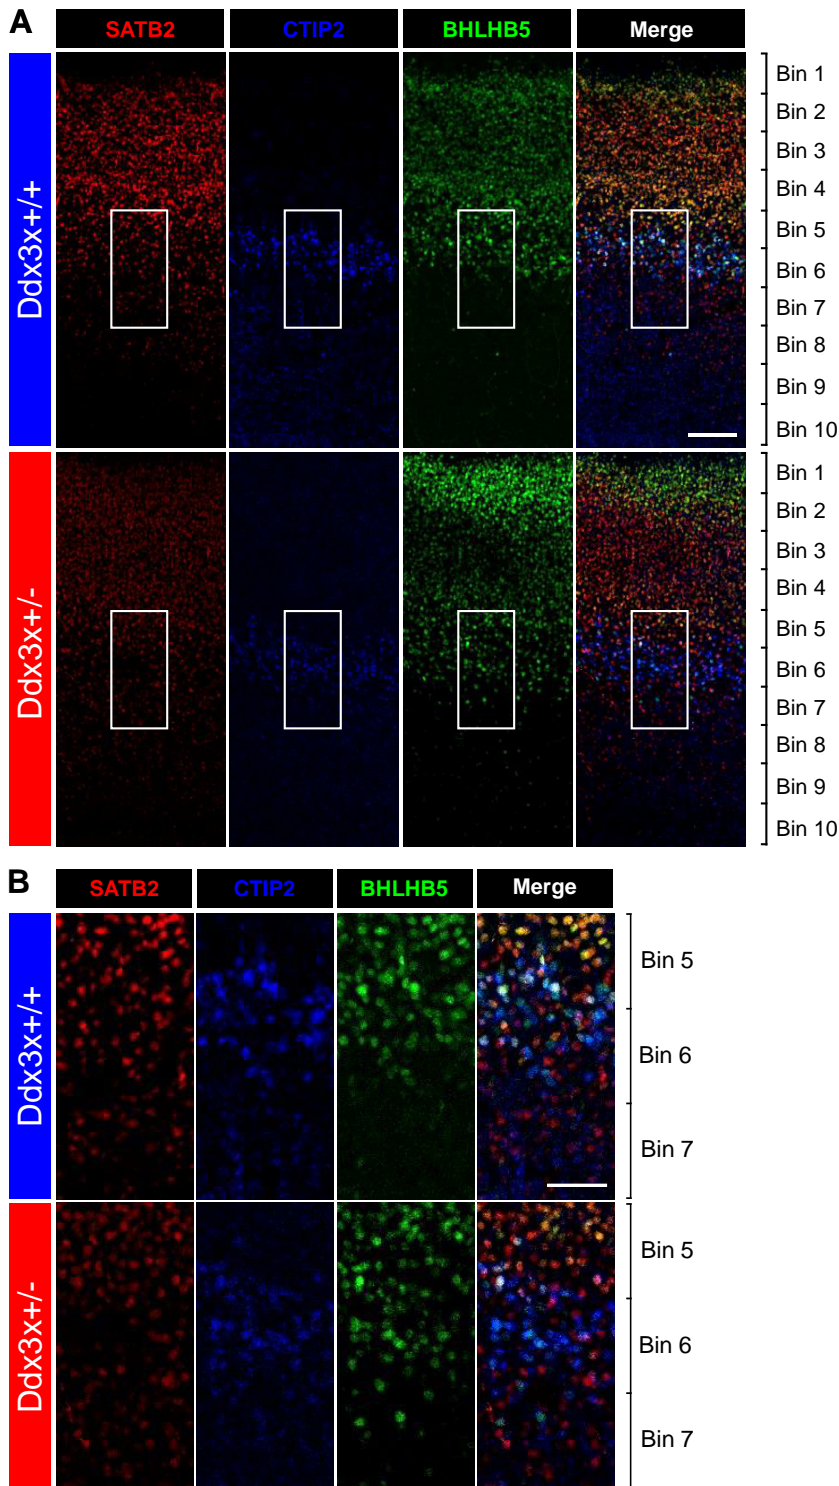 A
SATB2 CTIP2 BHLHB5 Merge
Ddx3x+/+
Bin 1
Bin 2
Bin 3
Bin 4
Bin 5
Bin 6
Bin 7
Bin 8
Bin 9
Bin 10
Ddx3x+/-
Bin 1
Bin 2
Bin 3
Bin 4
Bin 5
Bin 6
Bin 7
Bin 8
Bin 9
Bin 10
B
SATB2 CTIP2 BHLHB5 Merge
Ddx3x+/+
Bin 5
Bin 6
Bin 7
Ddx3x+/-
Bin 5
Bin 6
Bin 7